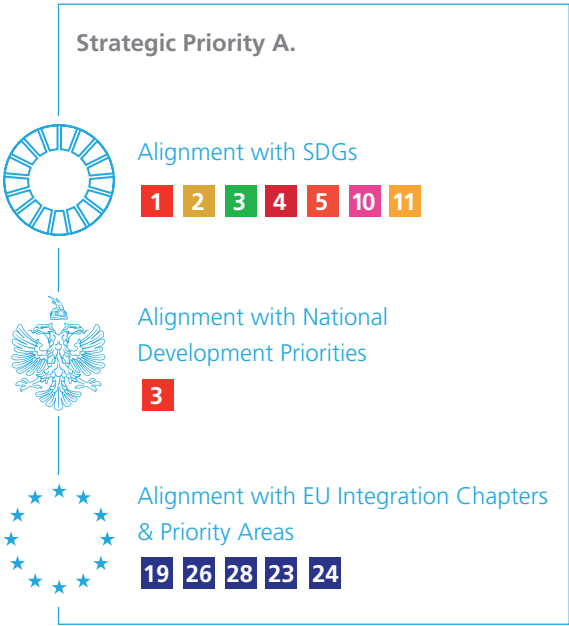 Strategic Priority A.
Alignment with SDGs
1 2 3 4 5 10 11
Alignment with National
Development Priorities
3
Alignment with EU Integration Chapters
& Priority Areas
19 26 28 23 24